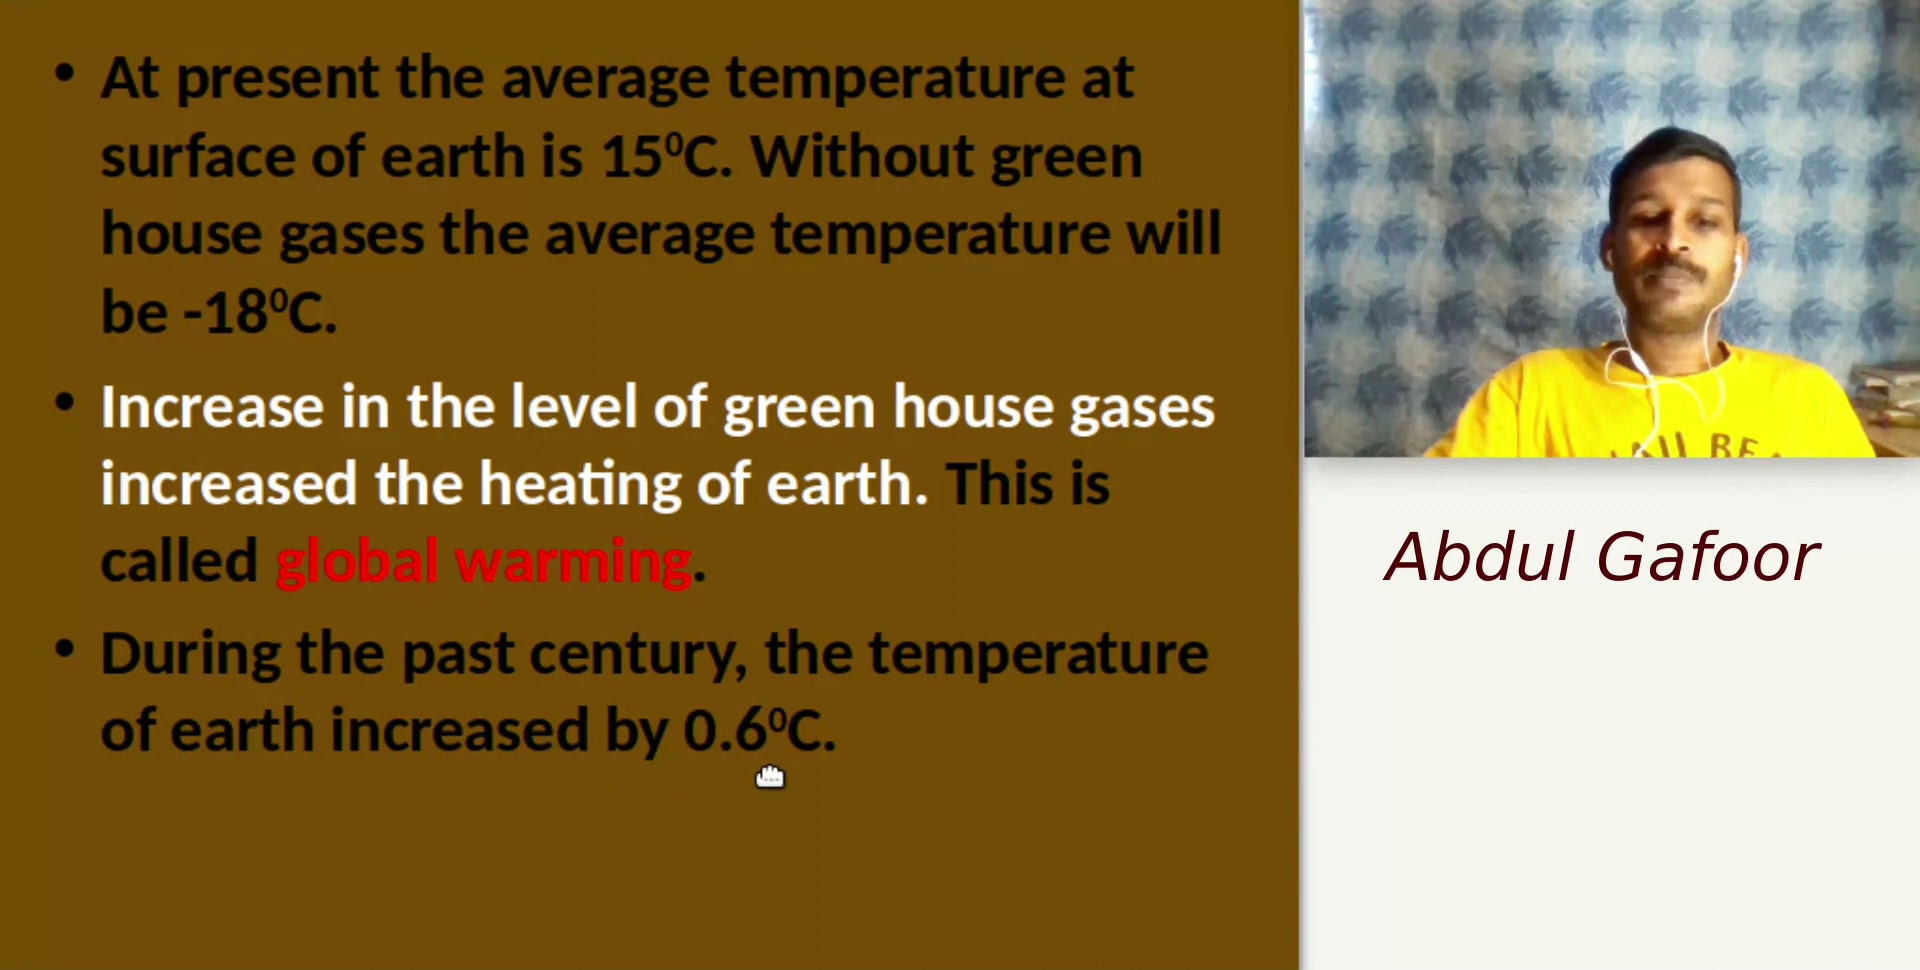 • At present the average temperature at
surface of earth is 15⁰C. Without green
house gases the average temperature will
be -18⁰C.
• Increase in the level of green house gases
increased the heating of earth. This is
called global warming.
• During the past century, the temperature
of earth increased by 0.6⁰C.
Abdul Gafoor